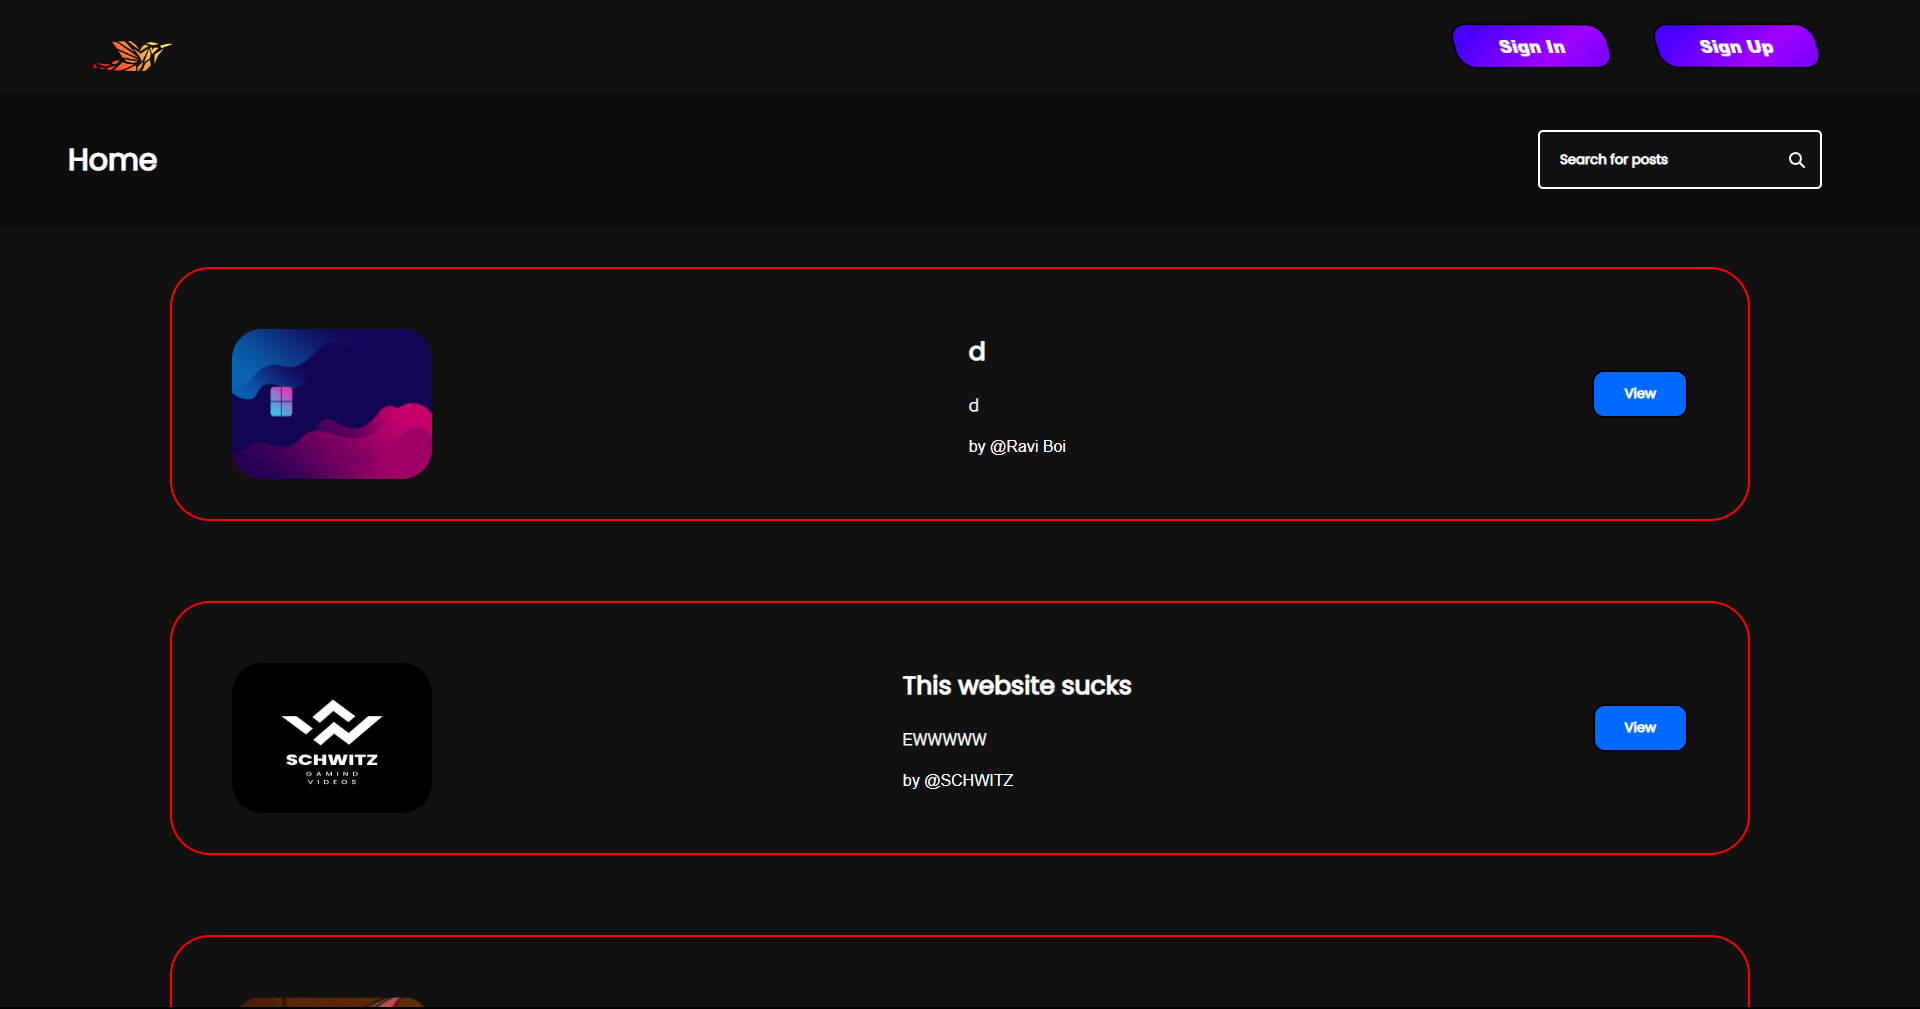 Sign In
Sign Up
Home
Search for posts
d
d
by @Ravi Boi
View
SCHWITZ
GAMIND
VIDEOS
This website sucks
EWWWWW
by @SCHWITZ
View